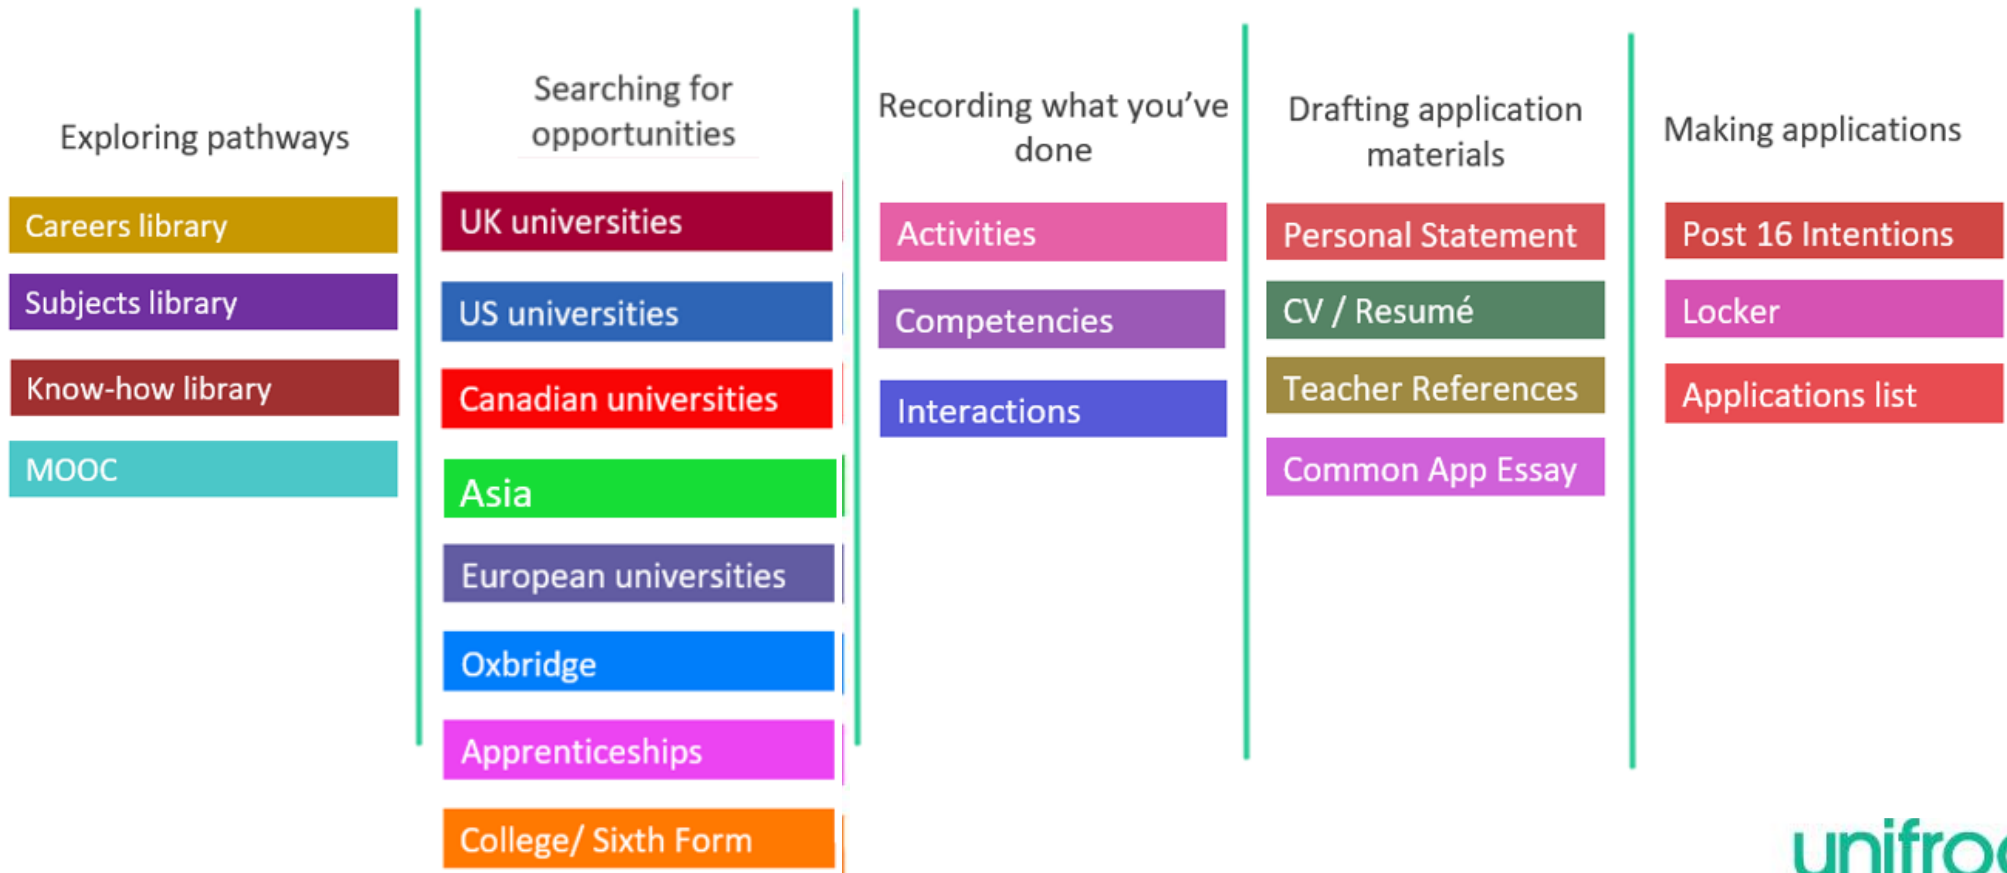 Exploring pathways
Careers library
Subjects library
Know-how library
MOOC
Searching for
opportunities
UK universities
US universities
Canadian universities
Asia
European universities
Oxbridge
Apprenticeships
College/ Sixth Form
Recording what you’ve
done
Activities
Competencies
Interactions
Drafting application
materials
Personal Statement
CV / Resumé
Teacher References
Common App Essay
Making applications
Post 16 Intentions
Locker
Applications list